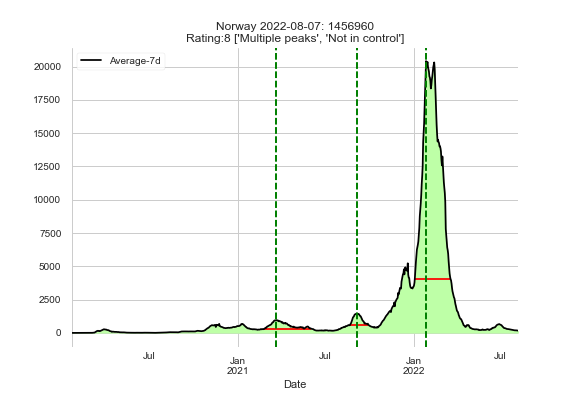 Norway 2022-08-07: 1456960
Rating:8 ['Multiple peaks', 'Not in control']
Average-7d
20000
17500
15000
12500
10000
7500
5000
2500
0
Jul
Jan
2021
Jul
Jan
2022
Jul
Date